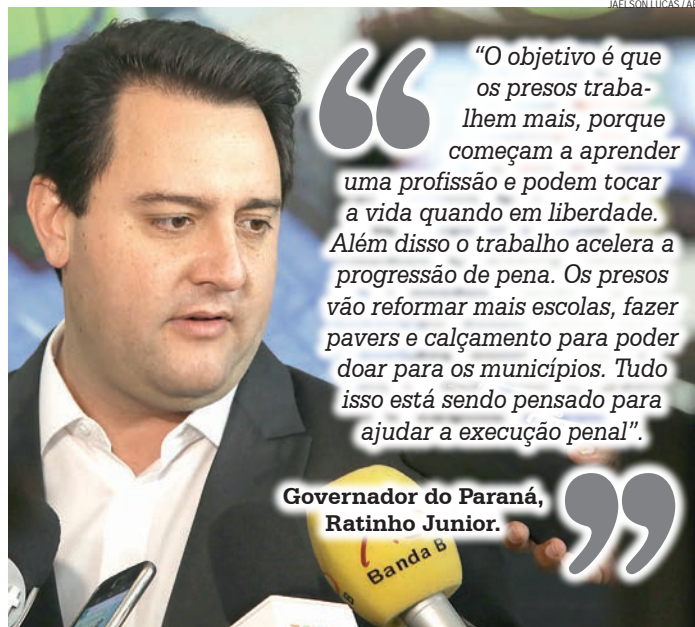 JAELSON LUCAS / A
“O objetivo é que
os presos traba-
lhem mais, porque
começam a aprender
uma profissão e podem tocar
a vida quando em liberdade.
Além disso o trabalho acelera a
progressão de pena. Os presos
vão reformar mais escolas, fazer
pavers e calçamento para poder
doar para os municípios. Tudo
isso está sendo pensado para
ajudar a execução penal”.
Governador do Paraná,
Ratinho Junior.
Banda B